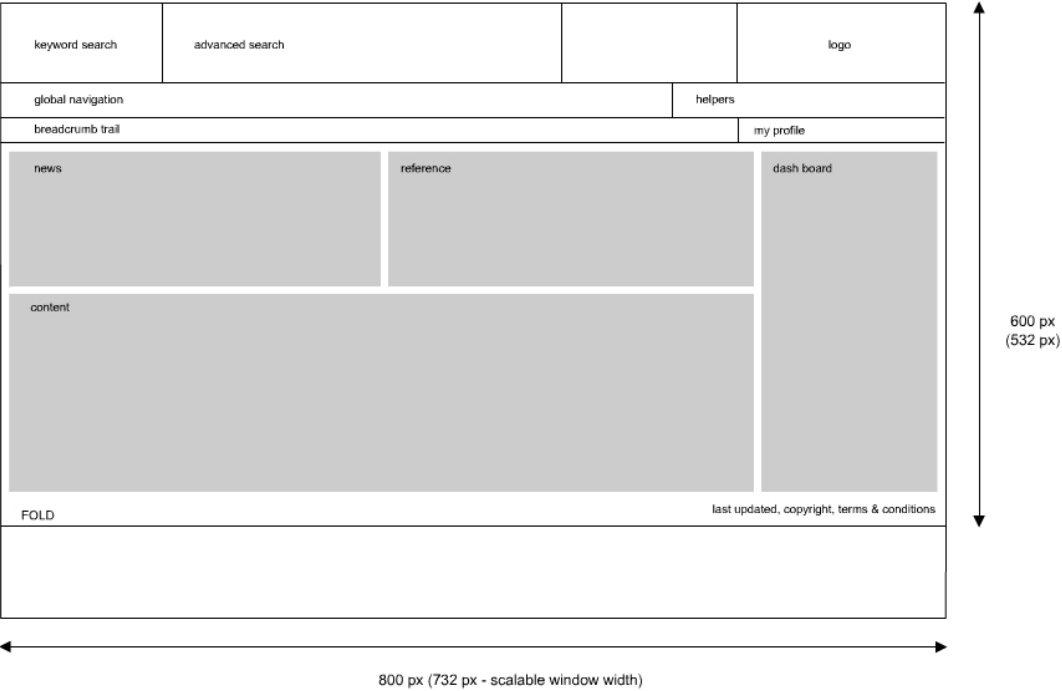 keyword search
advanced search
logo
global navigation
helpers
breadcrumb trail
my profile
news
reference
dash board
content
600 px
(532 px)
FOLD
last updated, copyright, terms & conditions
800 px (732 px - scalable window width)